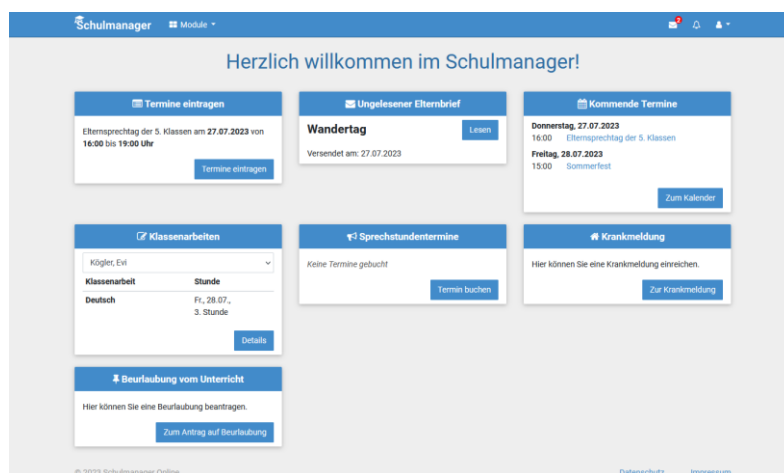 Schulmanager
Module
2
Herzlich willkommen im Schulmanager!
Termine eintragen
Elternsprechtag der 5. Klassen am 27.07.2023 von
16:00 bis 19:00 Uhr
Termine eintragen
Ungelesener Elternbrief
Wandertag
Lesen
Versendet am: 27.07.2023
Kommende Termine
Donnerstag, 27.07.2023
16:00 Elternsprechtag der 5. Klassen
Freitag, 28.07.2023
15:00 Sommerfest
Zum Kalender
Klassenarbeiten
Kögler, Evi
Klassenarbeit Stunde
Deutsch Fr., 28.07.,
3. Stunde
Details
Sprechstundentermine
Keine Termine gebucht
Termin buchen
Krankmeldung
Hier können Sie eine Krankmeldung einreichen.
Zur Krankmeldung
Beurlaubung vom Unterricht
Hier können Sie eine Beurlaubung beantragen.
Zum Antrag auf Beurlaubung
© 2023 Schulmanager Online
Datenschutz Impressum